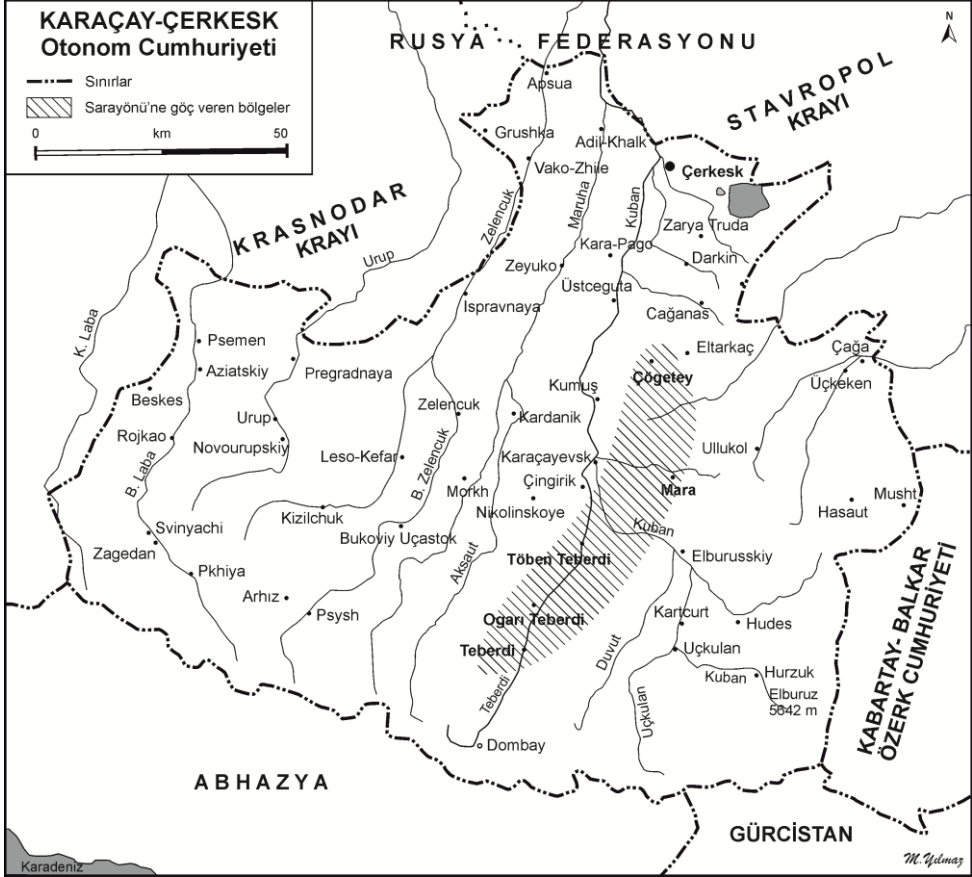 KARAÇAY-ÇERKESK
Otonom Cumhuriyeti
Sınırlar
Sarayönü'ne göç veren bölgeler
0 km 50
RUSYA FEDERASYONU
N
STAVROPOL
KRAYI
KRASNODAR
KRAYI
Apsua
Grushka
Adil-Khalk
Vako-Zhile
Çerkesk
Zelencuk
Maruha
Kuban
Zarya Truda
Kara-Pago
Darkin
Urup
Zeyuko
Üstceguta
Ispravnaya
Cağanas
K. Laba
Psemen
Aziatskiy
Pregradnaya
Beskes
Eltarkaç
Çağa
Çögetey
Üçkeken
Kumuş
Urup
Zelencuk
Kardanik
Rojkao
Novourupskiy
Ullukol
Leso-Kefar
B. Zelencuk
Karaçayevsk
B. Laba
Morkh
Çingirik
Mara
Musht
Hasaut
Kizilchuk
Nikolinskoye
Kuban
Svinyachi
Bukoviy Uçastok
Zagedan
Aksaut
Töben Teberdi
Elburusskiy
Pkhiya
Arhız
Psysh
Ogarı Teberdi
Kartcurt
Hudes
Teberdi
Duvut
Uçkulan
Kuban
Hurzuk
Elburuz
5642 m
Teberdi
Uçkulan
Dombay
KABARTAY- BALKAR
ÖZERK CUMHURİYETİ
ABHAZYA
GÜRCİSTAN
Karadeniz
M.Yılmaz